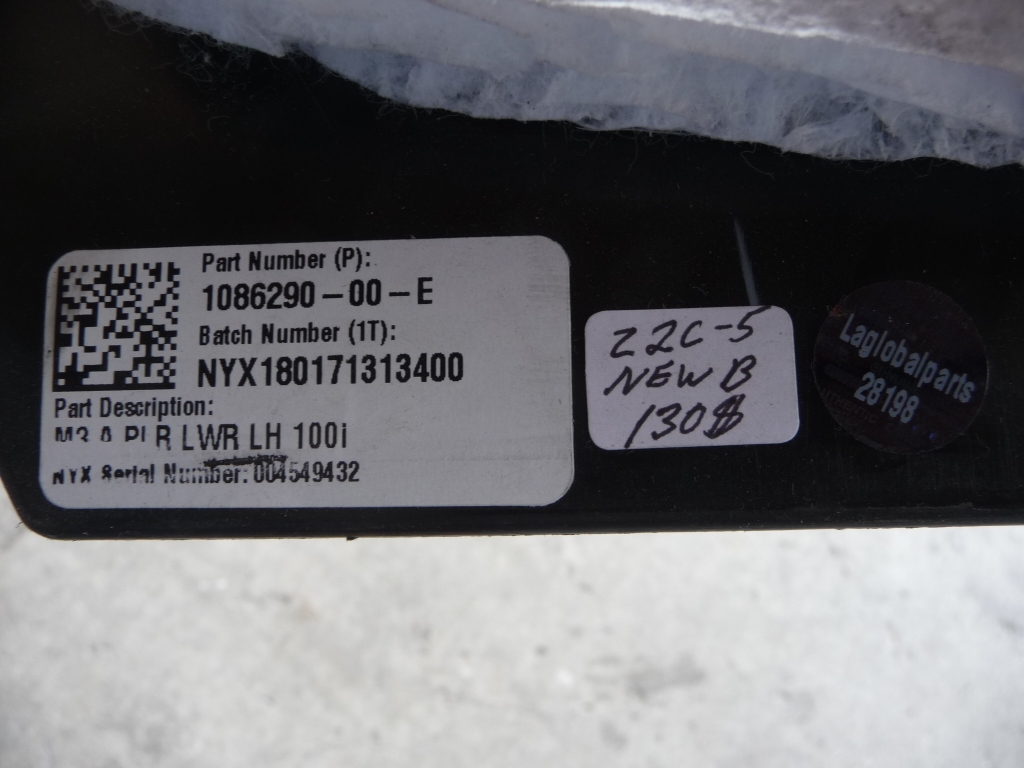 Part Number (P):
1086290-00-E
Batch Number (1T):
NYX180171313400
Part Description:
M3 A PLR LWR LH 100i
NYX Serial Number: 004549432
Z2C-5
NEW B
130$
Laglobalparts
28198